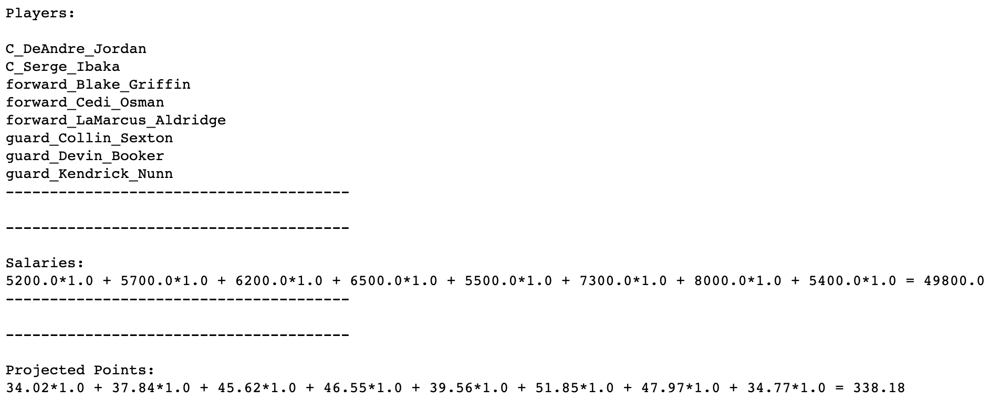 Players:
C_DeAndre_Jordan
C_Serge_Ibaka
forward_Blake_Griffin
forward_Cedi_Osman
forward_LaMarcus_Aldridge
guard_Collin_Sexton
guard_Devin_Booker
guard_Kendrick_Nunn
---------------------------------------
---------------------------------------
Salaries:
5200.0*1.0 + 5700.0*1.0 + 6200.0*1.0 + 6500.0*1.0 + 5500.0*1.0 + 7300.0*1.0 + 8000.0*1.0 + 5400.0*1.0 = 49800.0
---------------------------------------
---------------------------------------
Projected Points:
34.02*1.0 + 37.84*1.0 + 45.62*1.0 + 46.55*1.0 + 39.56*1.0 + 51.85*1.0 + 47.97*1.0 + 34.77*1.0 = 338.18